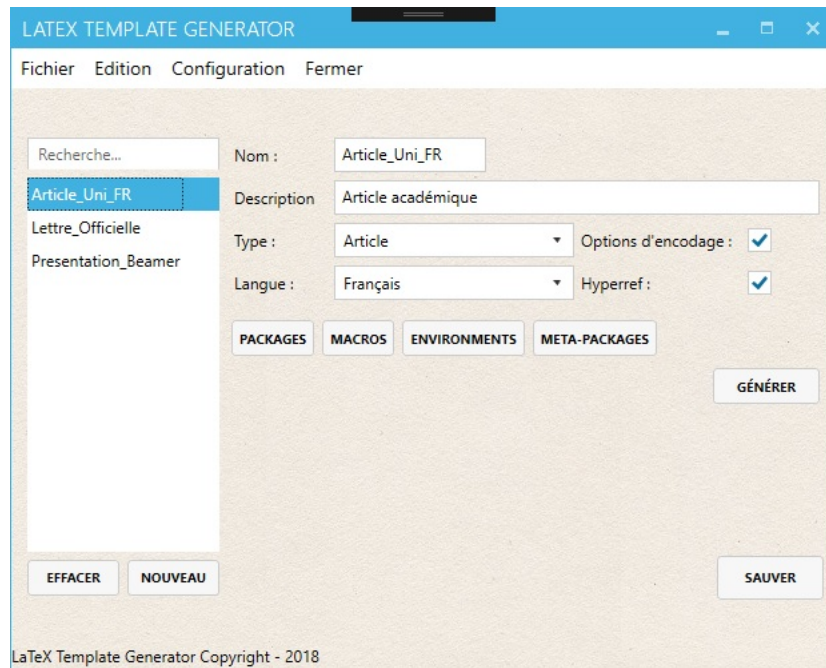 LATEX TEMPLATE GENERATOR
Fichier Edition Configuration Fermer
Recherche...
Article_Uni_FR
Lettre_Officielle
Presentation_Beamer
Nom : Article_Uni_FR
Description Article académique
Type : Article Options d'encodage :
Langue : Français Hyperref :
PACKAGES MACROS ENVIRONMENTS META-PACKAGES
GÉNÉRER
EFFACER NOUVEAU SAUVER
LaTeX Template Generator Copyright - 2018